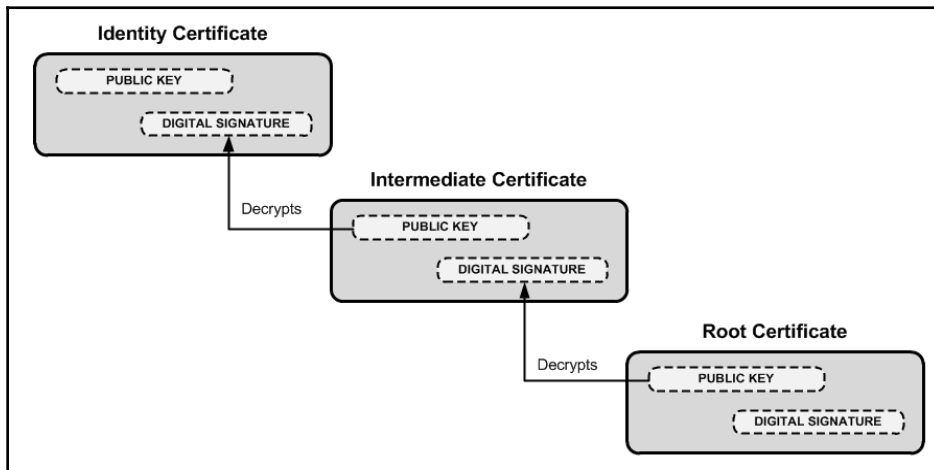 Identity Certificate
PUBLIC KEY
DIGITAL SIGNATURE
Decrypts
Intermediate Certificate
PUBLIC KEY
DIGITAL SIGNATURE
Decrypts
Root Certificate
PUBLIC KEY
DIGITAL SIGNATURE